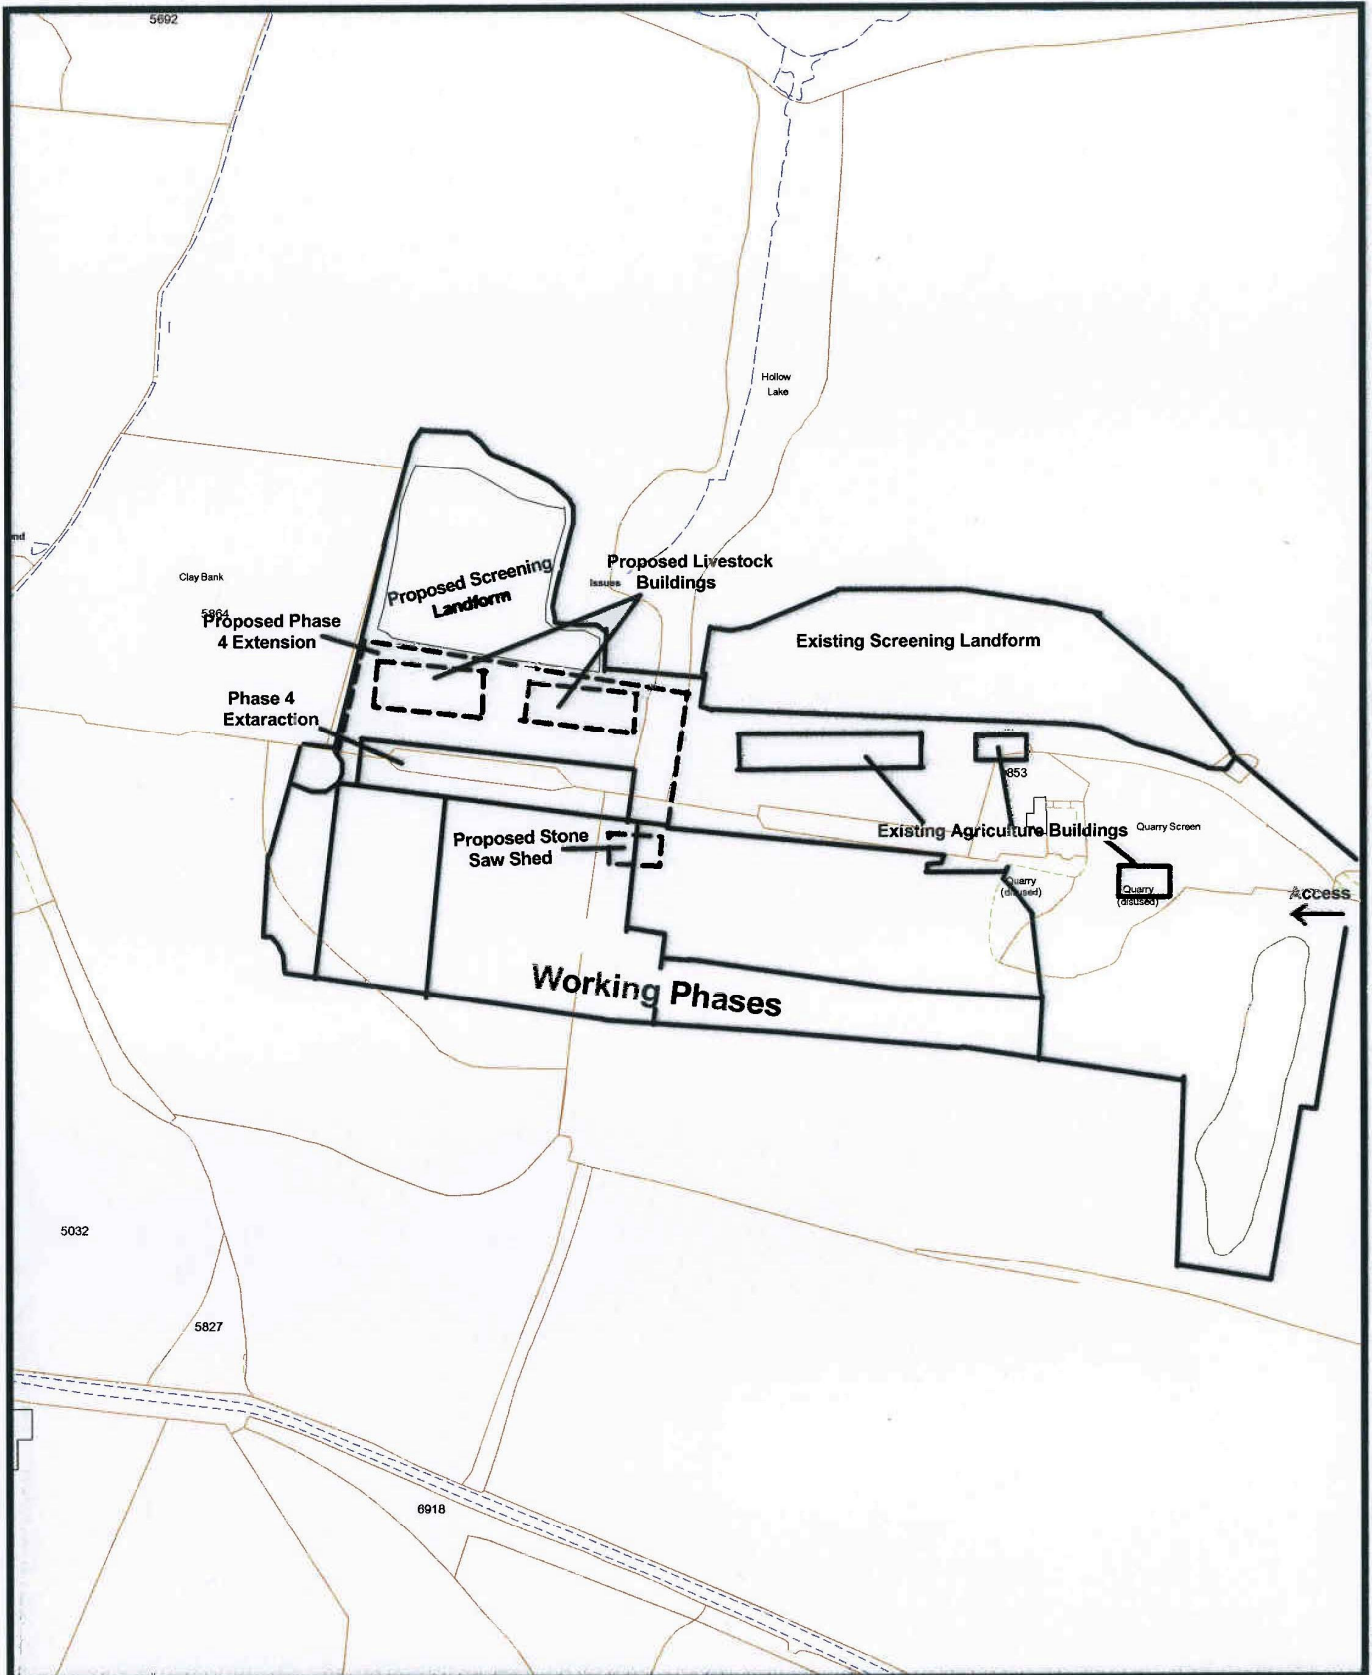 5692
Hollow
Lake
nd
Clay Bank
5864
Proposed Phase
4 Extension
Proposed Screening
Landform
Issues
Proposed Livestock
Buildings
Existing Screening Landform
Phase 4
Extaraction
853
Existing Agriculture Buildings
Quarry Screen
Proposed Stone
Saw Shed
Quarry
(disused)
Quarry
(disused)
Access
Working Phases
5032
5827
6918